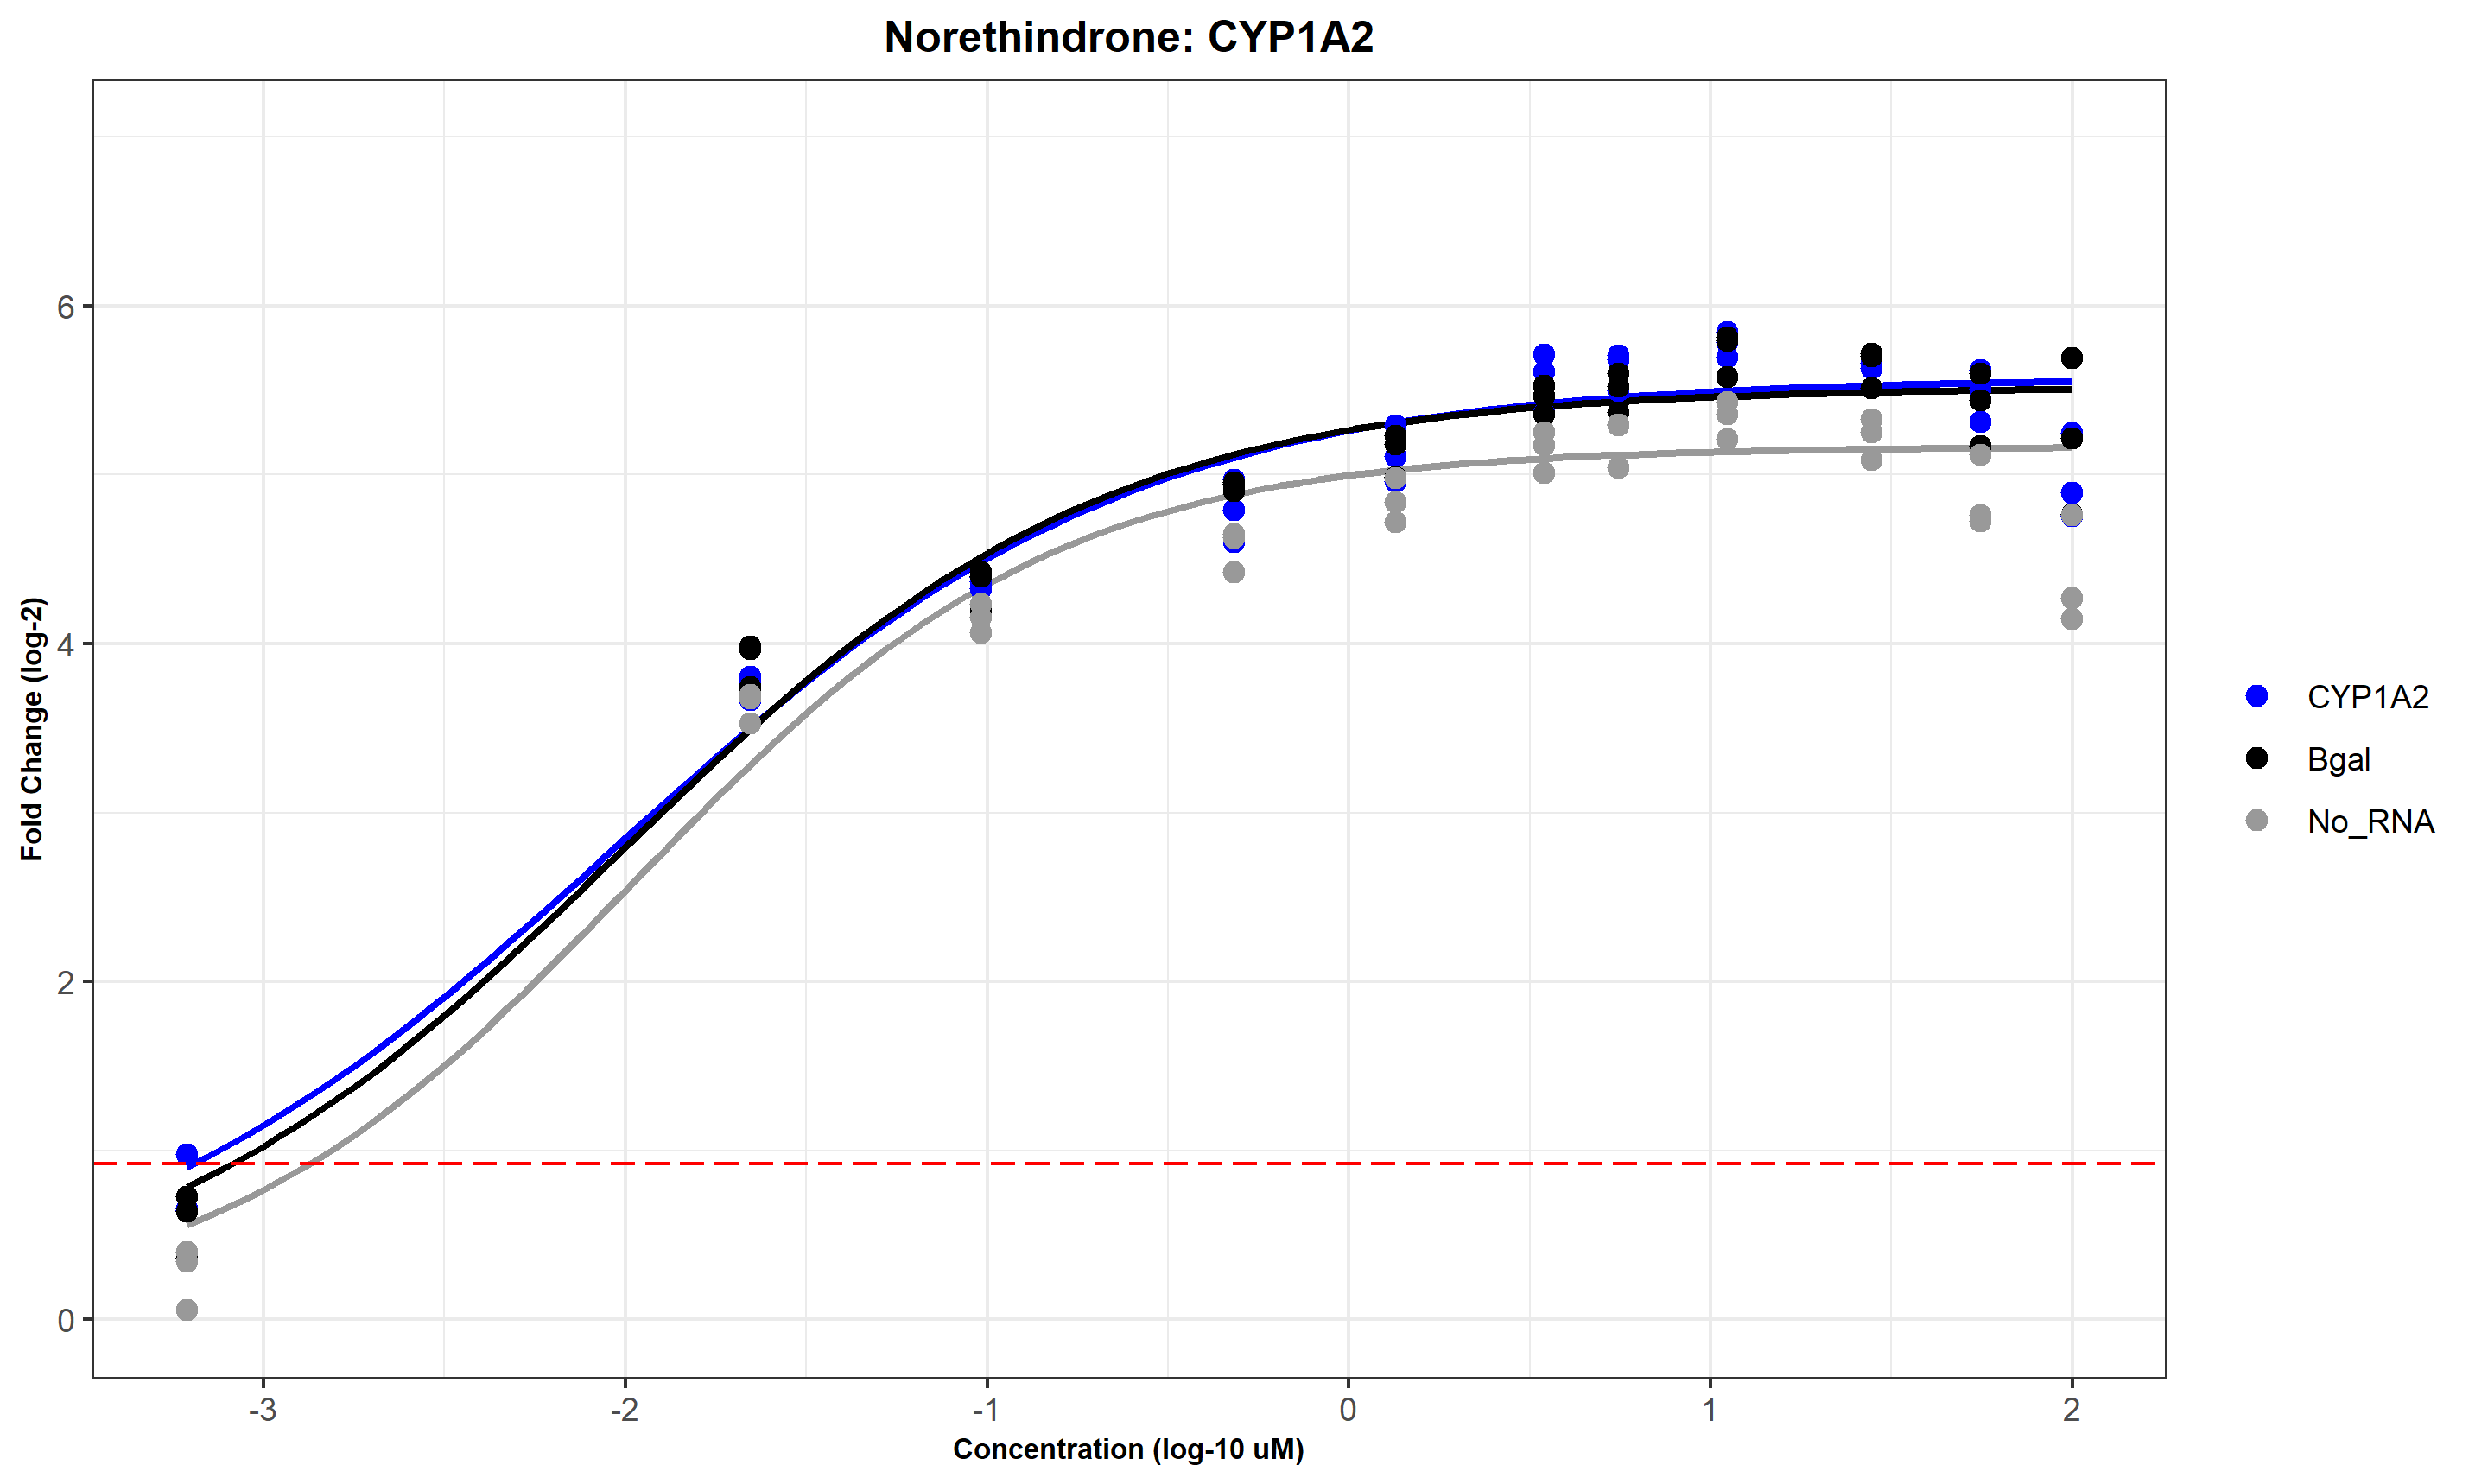 Norethindrone: CYP1A2
Fold Change (log-2)
6
4
2
0
-3 -2 -1 0 1 2
Concentration (log-10 uM)
CYP1A2
Bgal
No_RNA